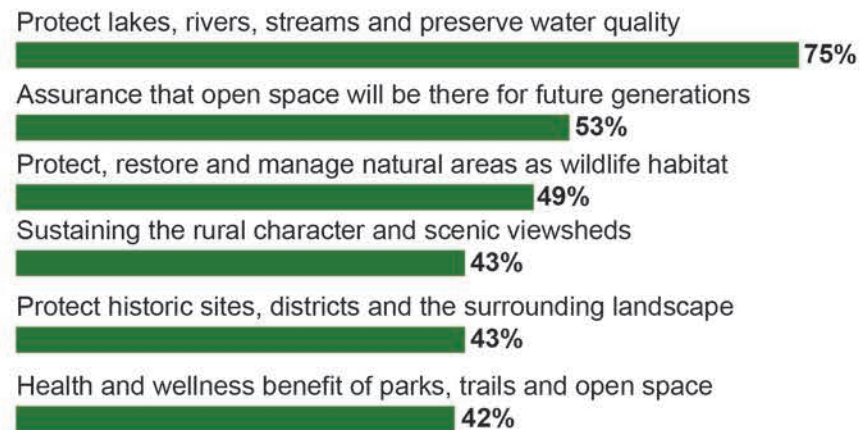 Protect lakes, rivers, streams and preserve water quality
75%
Assurance that open space will be there for future generations
53%
Protect, restore and manage natural areas as wildlife habitat
49%
Sustaining the rural character and scenic viewsheds
43%
Protect historic sites, districts and the surrounding landscape
43%
Health and wellness benefit of parks, trails and open space
42%